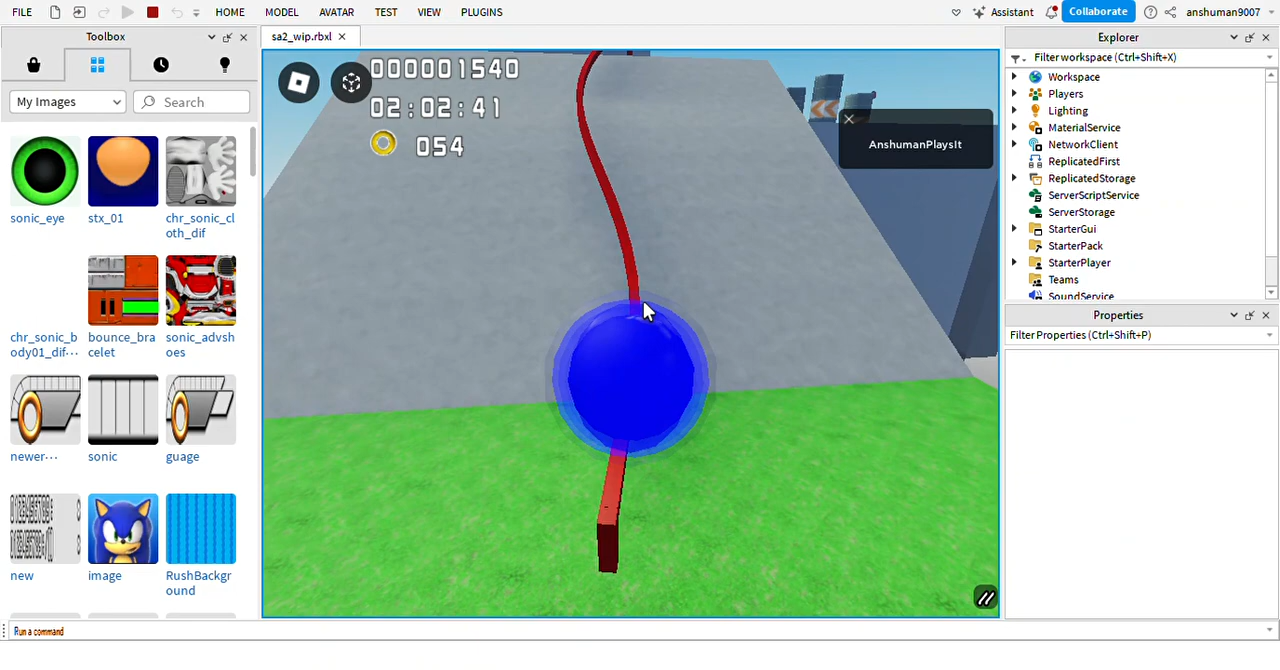 FILE HOME MODEL AVATAR TEST VIEW PLUGINS Assistant Collaborate anshuman9007
Toolbox
sa2_wip.rbxl
Explorer
My Images Search
Filter workspace (Ctrl+Shift+X)
000001540
02:02:41
054
AnshumanPlaysIt
sonic_eye
stx_01
chr_sonic_cl
oth_dif
chr_sonic_b
ody01_dif...
bounce_bra
celet
sonic_advsh
oes
newer...
sonic
guage
new
image
RushBackgr
ound
Workspace
Players
Lighting
MaterialService
NetworkClient
ReplicatedFirst
ReplicatedStorage
ServerScriptService
ServerStorage
StarterGui
StarterPack
StarterPlayer
Teams
SoundService
Properties
Filter Properties (Ctrl+Shift+P)
Run a command